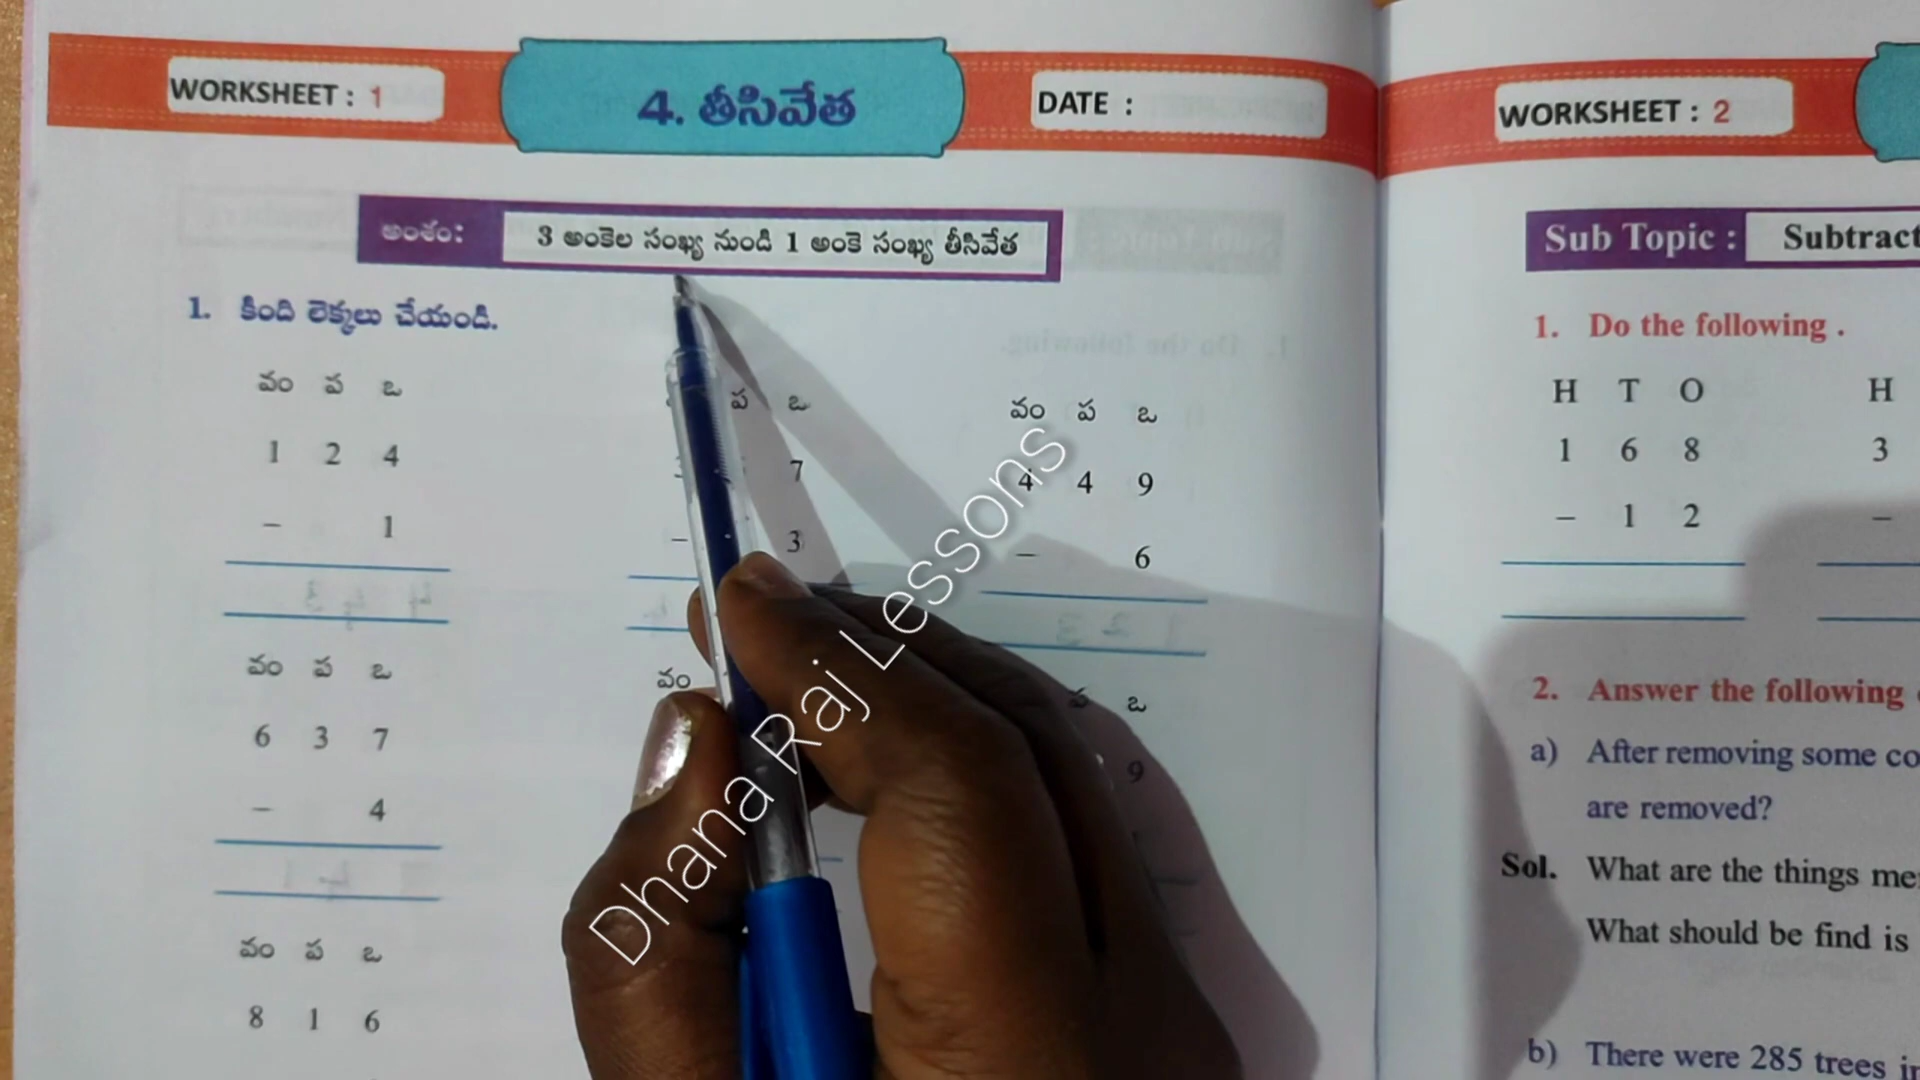 WORKSHEET : 1
4. తీసివేత
DATE :
అంశం:
3 అంకెల సంఖ్య నుండి 1 అంకె సంఖ్య తీసివేత
1. కింది లెక్కలు చేయండి.
వం ప ఒ
1 2 4
– 1
ప ఒ
7
– 3
వం ప ఒ
4 4 9
– 6
వం ప ఒ
6 3 7
– 4
వం
ప ఒ
9
వం ప ఒ
8 1 6
WORKSHEET : 2
Sub Topic :
1. Do the following .
H T O
1 6 8
– 1 2
H
3
–
2. Answer the following
a) After removing some
are removed?
Sol. What are the things
What should be find is
b) There were 285 trees
Dhana Raj Lessons